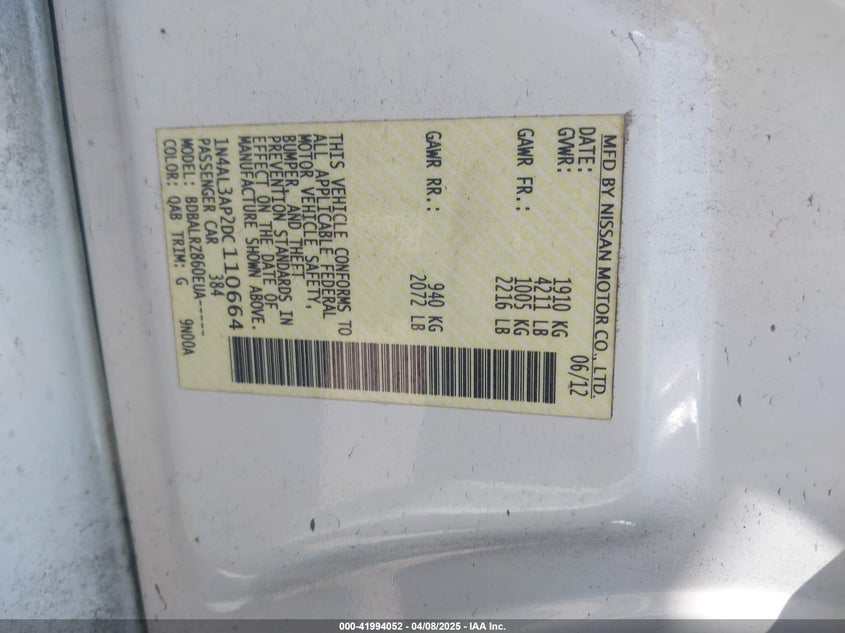 MFD BY NISSAN MOTOR CO., LTD.
DATE: 06/12
GVWR: 1910 KG
4211 LB
GAWR FR.: 1005 KG
2216 LB
GAWR RR.: 940 KG
2072 LB
THIS VEHICLE CONFORMS TO
ALL APPLICABLE FEDERAL
MOTOR VEHICLE SAFETY,
BUMPER, AND THEFT
PREVENTION STANDARDS IN
EFFECT ON THE DATE OF
MANUFACTURE SHOWN ABOVE.
1N4AL3AP2DC110664
PASSENGER CAR 384
MODEL: BDBALRZ860EUA-----
COLOR: QAB TRIM: G 9N00A
000-41994052 - 04/08/2025 - IAA Inc.